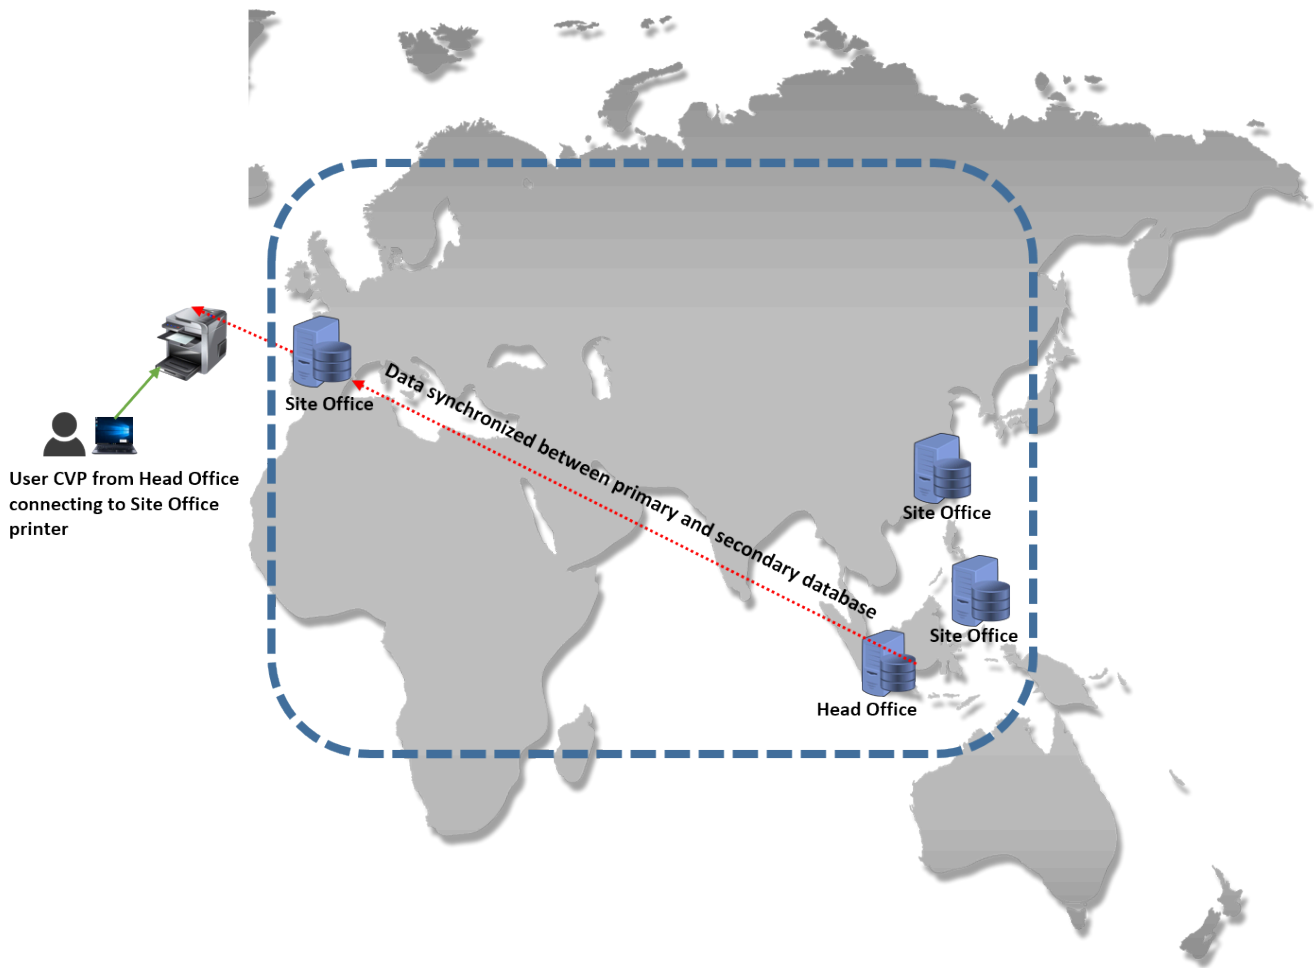 Data synchronized between primary and secondary database
Site Office
User CVP from Head Office
connecting to Site Office
printer
Site Office
Site Office
Head Office